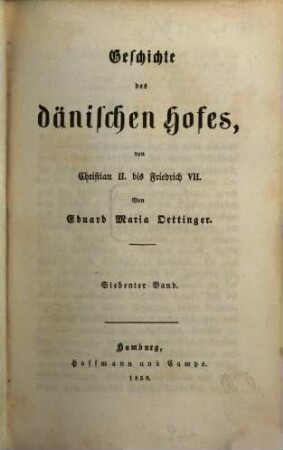 Geschichte
des
dänischen Hofes,
von
Christian II. bis Friedrich VII.
Von
Eduard Maria Oettinger.
Siebenter Band.
Hamburg,
Hoffmann und Campe.